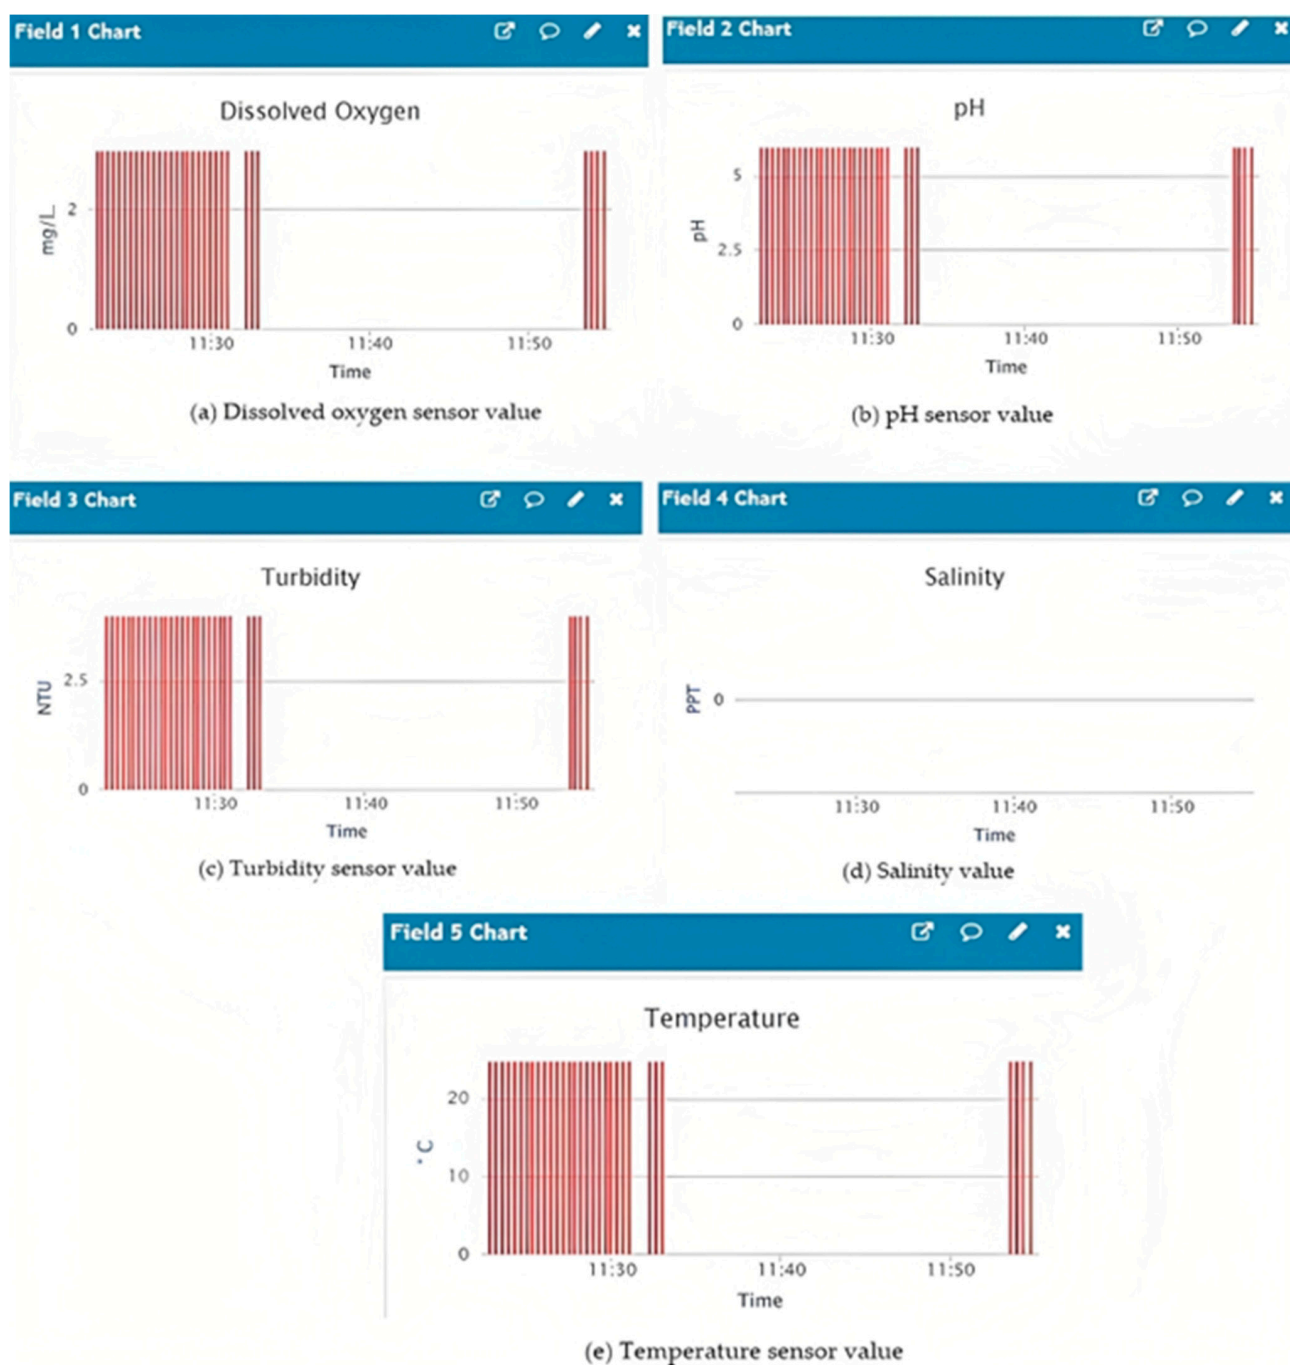 Field 1 Chart
Dissolved Oxygen
mg/L
2
0
11:30 11:40 11:50
Time
(a) Dissolved oxygen sensor value
Field 2 Chart
pH
pH
5
2.5
0
11:30 11:40 11:50
Time
(b) pH sensor value
Field 3 Chart
Turbidity
NTU
2.5
0
11:30 11:40 11:50
Time
(c) Turbidity sensor value
Field 4 Chart
Salinity
PPT
0
11:30 11:40 11:50
Time
(d) Salinity value
Field 5 Chart
Temperature
°C
20
10
0
11:30 11:40 11:50
Time
(e) Temperature sensor value